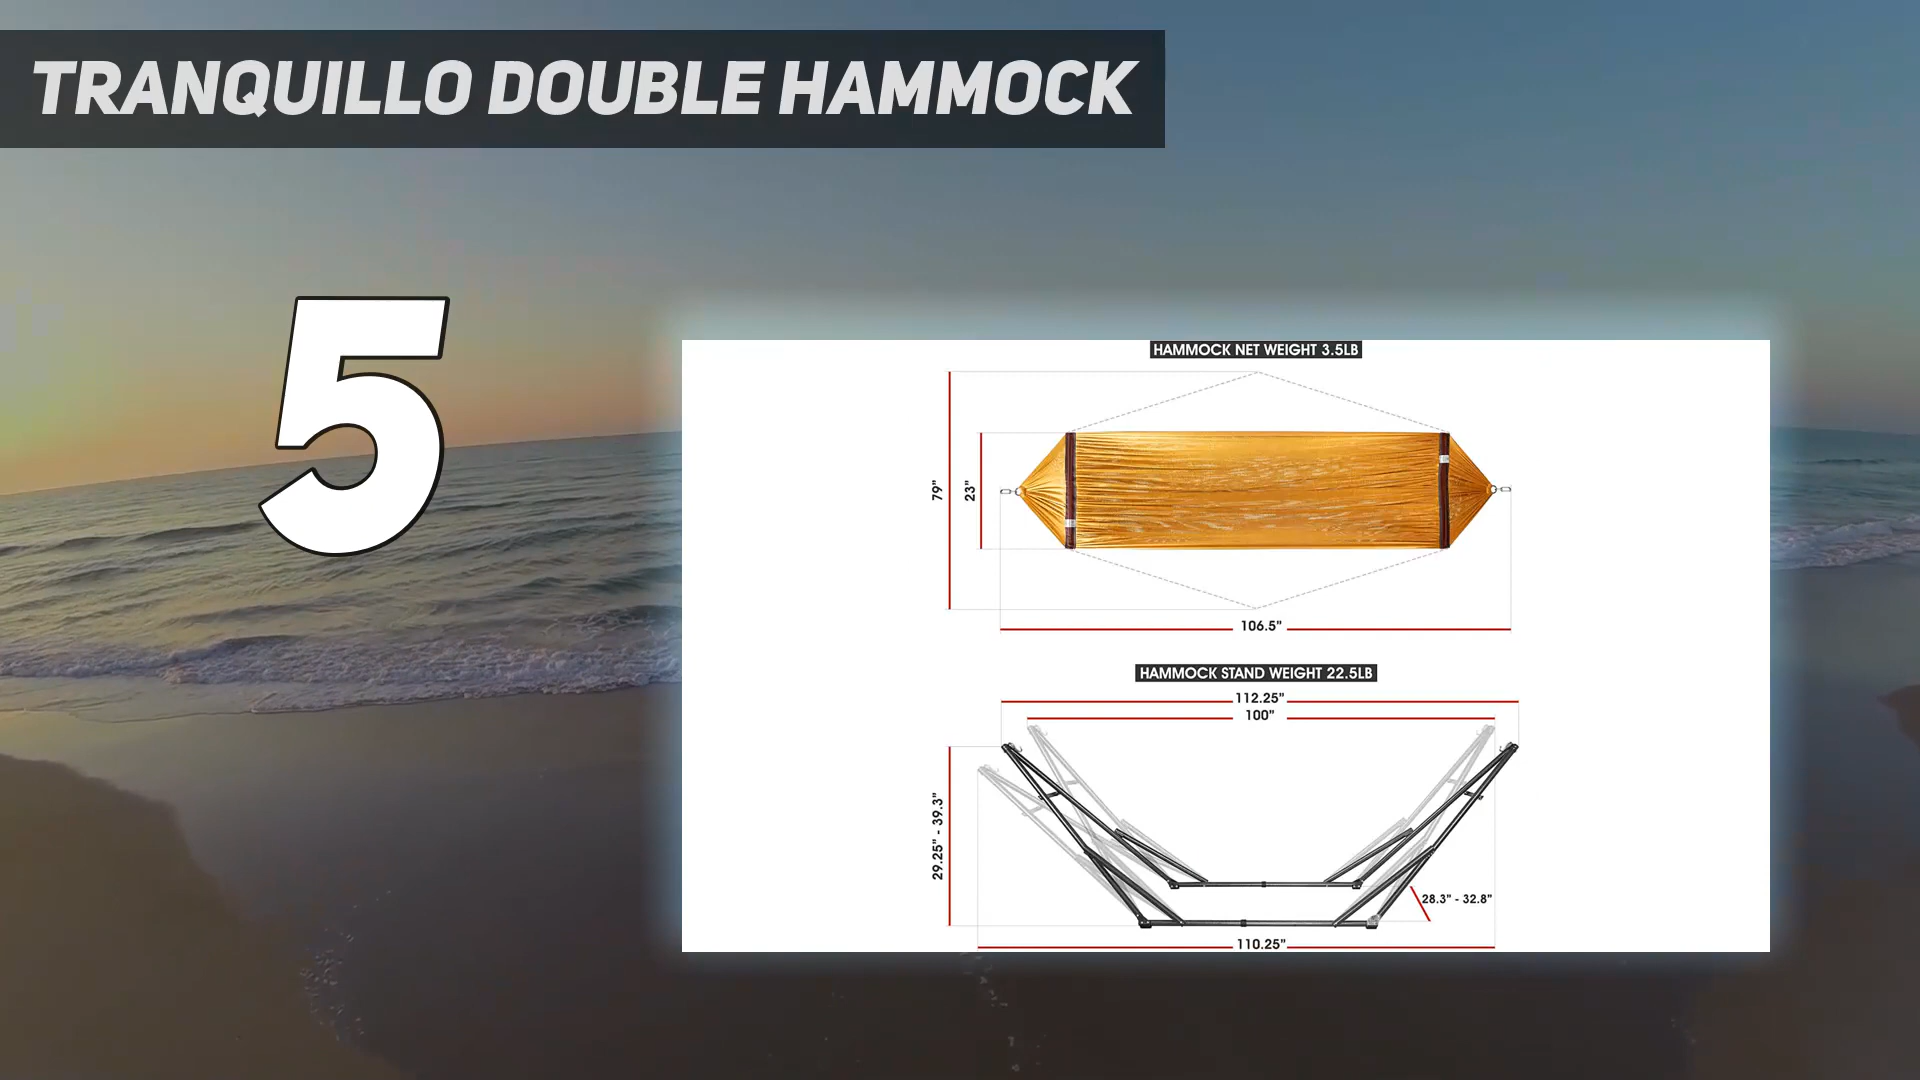 TRANQUILLO DOUBLE HAMMOCK
5
HAMMOCK NET WEIGHT 3.5LB
79"
23"
106.5"
HAMMOCK STAND WEIGHT 22.5LB
112.25"
100"
29.25" - 39.3"
28.3" - 32.8"
110.25"